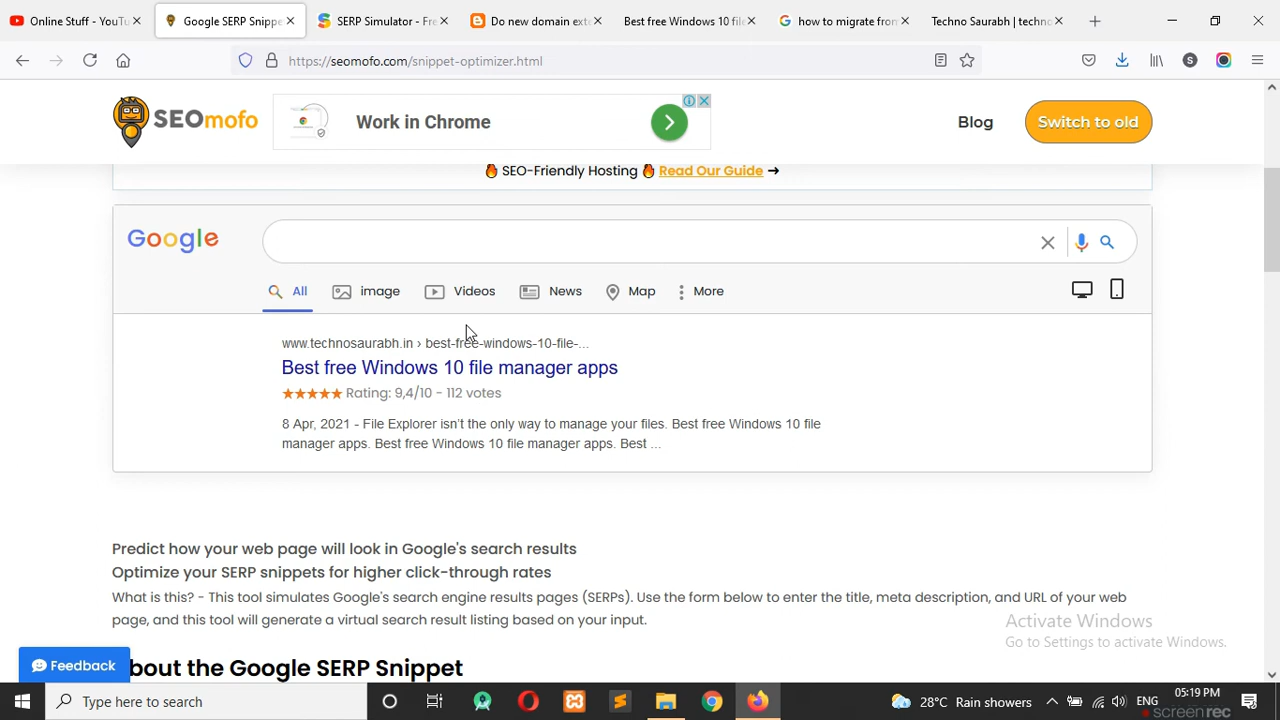 Online Stuff - YouTu
Google SERP Snippe
SERP Simulator - Fre
Do new domain exte
Best free Windows 10 file
how to migrate from
Techno Saurabh | techno
https://seomofo.com/snippet-optimizer.html
SEOmofo
Work in Chrome
Blog
Switch to old
🔥 SEO-Friendly Hosting 🔥 Read Our Guide ➞
Google
All
image
Videos
News
Map
More
www.technosaurabh.in › best-free-windows-10-file-...
Best free Windows 10 file manager apps
★★★★★ Rating: 9,4/10 - 112 votes
8 Apr, 2021 - File Explorer isn't the only way to manage your files. Best free Windows 10 file
manager apps. Best free Windows 10 file manager apps. Best ...
Predict how your web page will look in Google's search results
Optimize your SERP snippets for higher click-through rates
What is this? - This tool simulates Google's search engine results pages (SERPs). Use the form below to enter the title, meta description, and URL of your web
page, and this tool will generate a virtual search result listing based on your input.
Activate Windows
Go to Settings to activate Windows.
Feedback
bout the Google SERP Snippet
Type here to search
28°C Rain showers
ENG
05:19 PM
screenrec